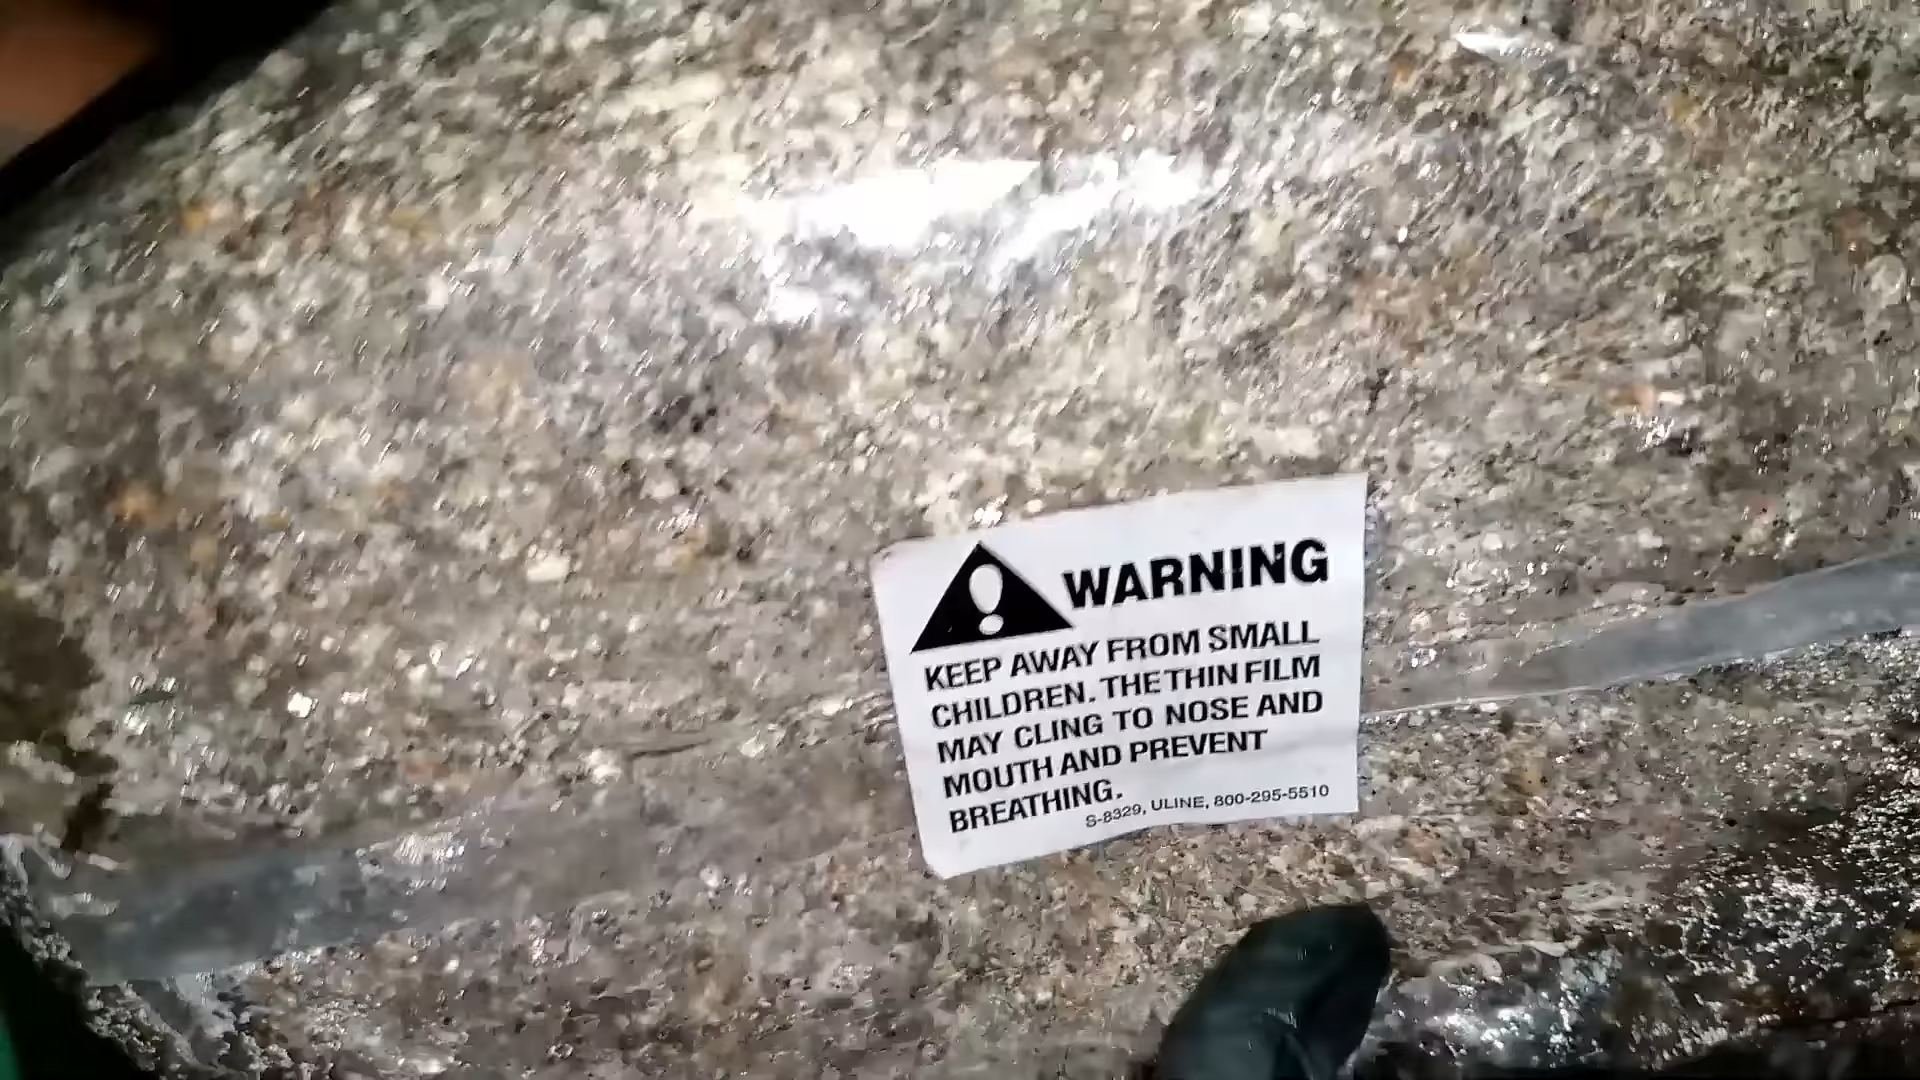 WARNING
KEEP AWAY FROM SMALL
CHILDREN. THE THIN FILM
MAY CLING TO NOSE AND
MOUTH AND PREVENT
BREATHING.
S-8329, ULINE, 800-295-5510